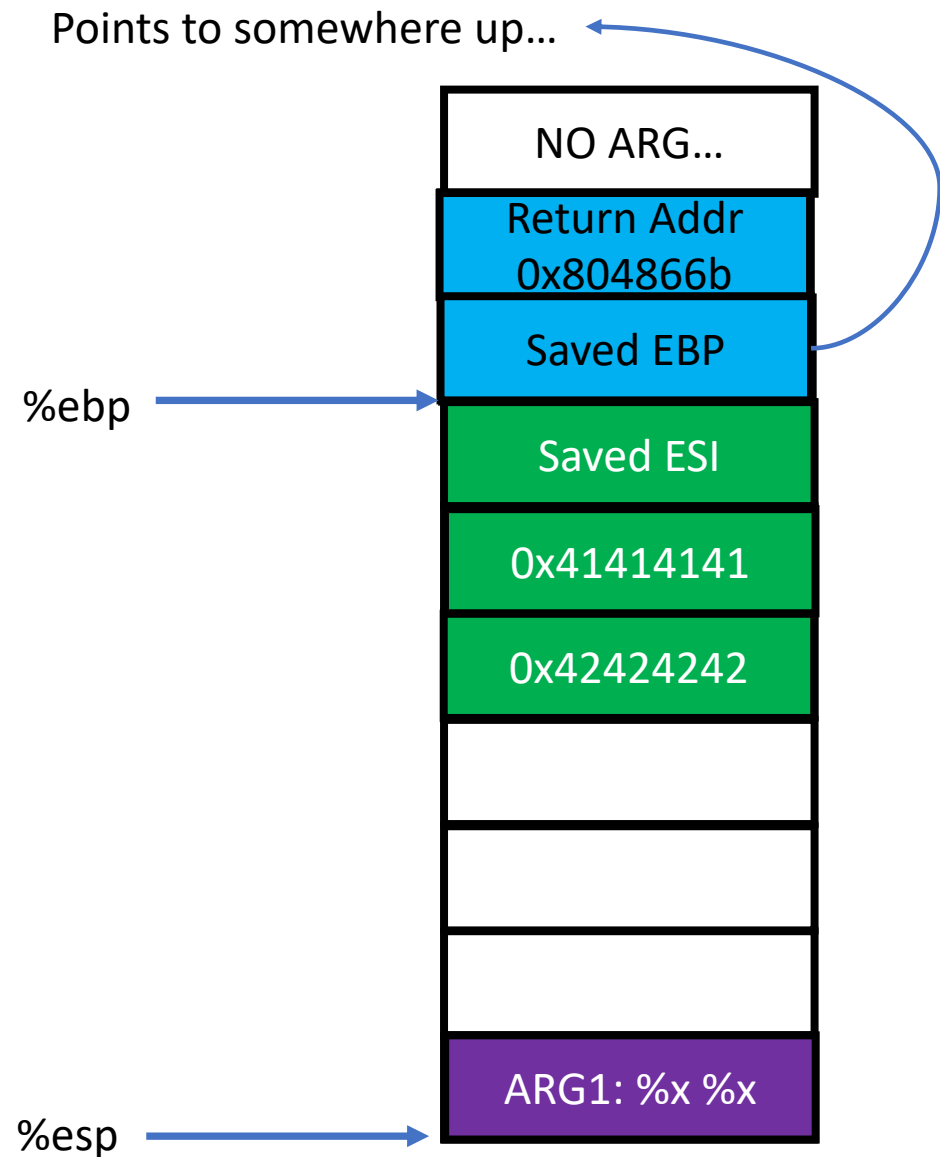 Points to somewhere up…
NO ARG…
Return Addr
0x804866b
Saved EBP
%ebp
Saved ESI
0x41414141
0x42424242
ARG1: %x %x
%esp